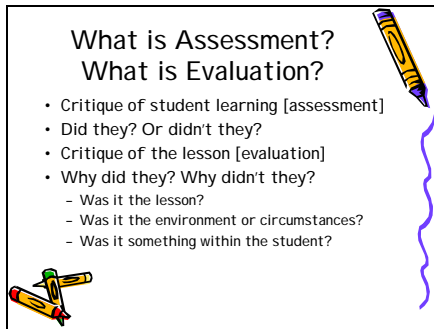 What is Assessment?
What is Evaluation?
• Critique of student learning [assessment]
• Did they? Or didn't they?
• Critique of the lesson [evaluation]
• Why did they? Why didn't they?
– Was it the lesson?
– Was it the environment or circumstances?
– Was it something within the student?